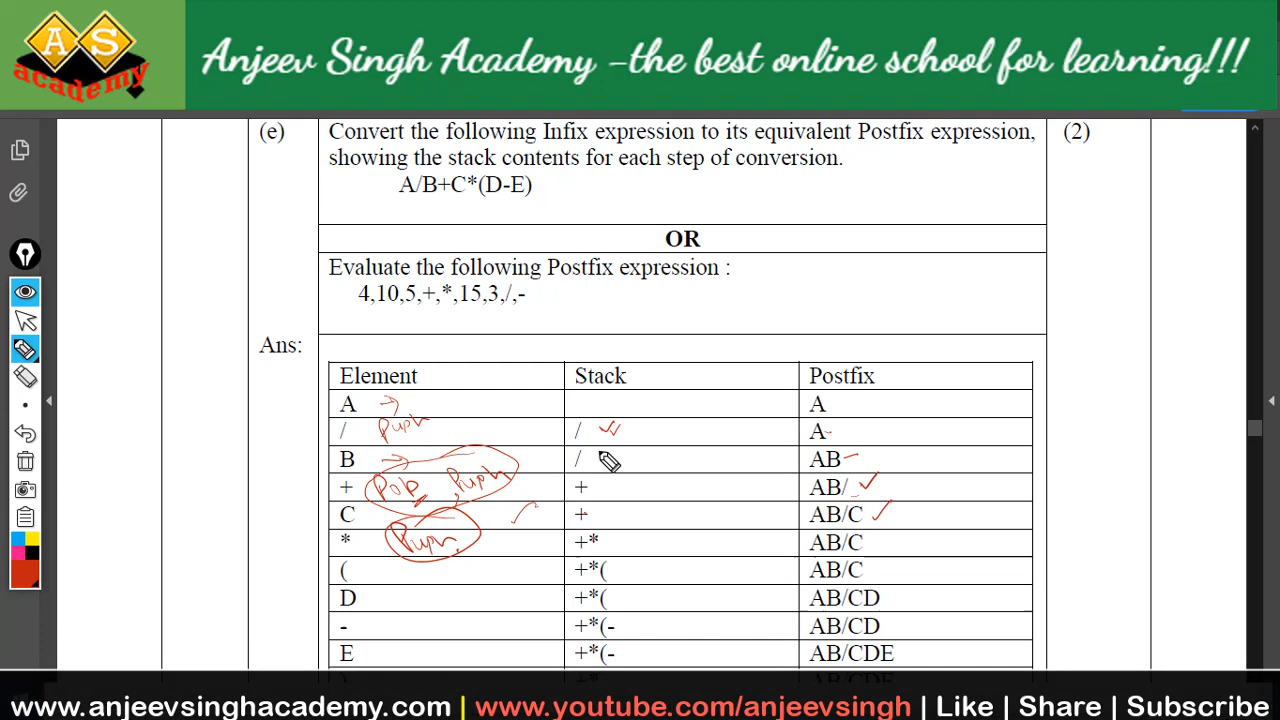 AS
academy
Anjeev Singh Academy –the best online school for learning!!!
(e)
Convert the following Infix expression to its equivalent Postfix expression,
showing the stack contents for each step of conversion.
A/B+C*(D-E)
(2)
OR
Evaluate the following Postfix expression :
4,10,5,+,*,15,3,/,-
Ans:
Element Stack Postfix
A A
/ Push / A
B / AB
+ Pop, Push + AB/
C + AB/C
* Push +* AB/C
( +*( AB/C
D +*( AB/CD
- +*(- AB/CD
E +*(- AB/CDE
www.anjeevsinghacademy.com | www.youtube.com/anjeevsingh | Like | Share | Subscribe